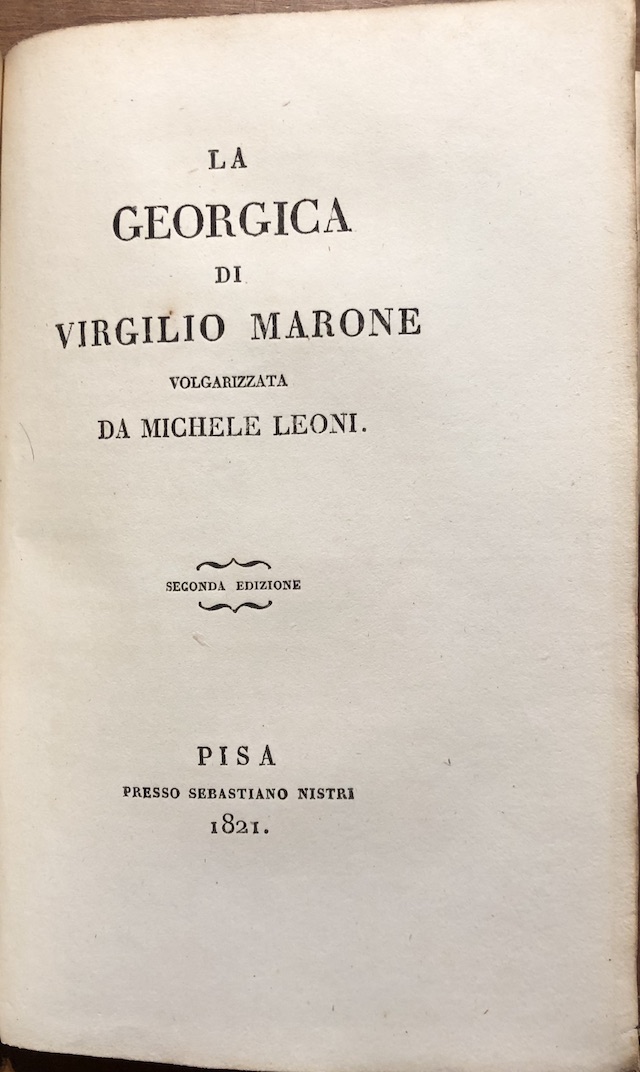 LA
GEORGICA
DI
VIRGILIO MARONE
VOLGARIZZATA
DA MICHELE LEONI.
SECONDA EDIZIONE
PISA
PRESSO SEBASTIANO NISTRI
1821.